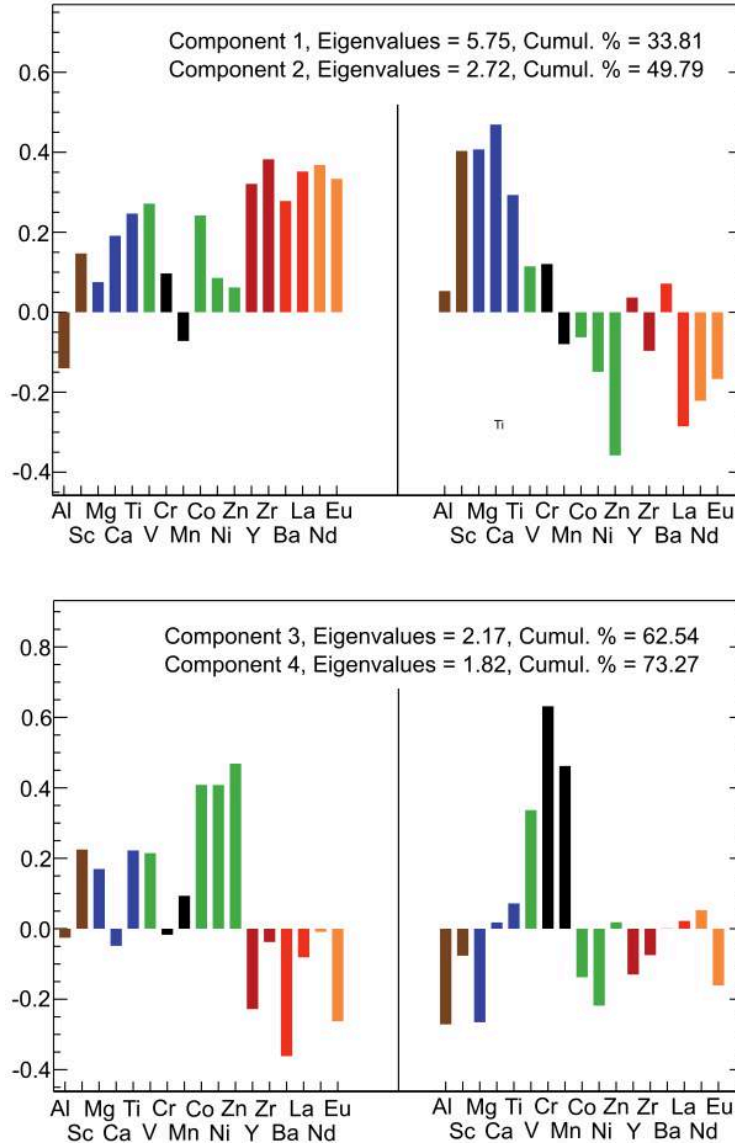 Component 1, Eigenvalues = 5.75, Cumul. % = 33.81
Component 2, Eigenvalues = 2.72, Cumul. % = 49.79
0.6
0.4
0.2
0.0
-0.2
-0.4
Ti
Al Mg Ti Cr Co Zn Zr La Eu Al Mg Ti Cr Co Zn Zr La Eu
Sc Ca V Mn Ni Y Ba Nd Sc Ca V Mn Ni Y Ba Nd
Component 3, Eigenvalues = 2.17, Cumul. % = 62.54
Component 4, Eigenvalues = 1.82, Cumul. % = 73.27
0.8
0.6
0.4
0.2
0.0
-0.2
-0.4
Al Mg Ti Cr Co Zn Zr La Eu Al Mg Ti Cr Co Zn Zr La Eu
Sc Ca V Mn Ni Y Ba Nd Sc Ca V Mn Ni Y Ba Nd